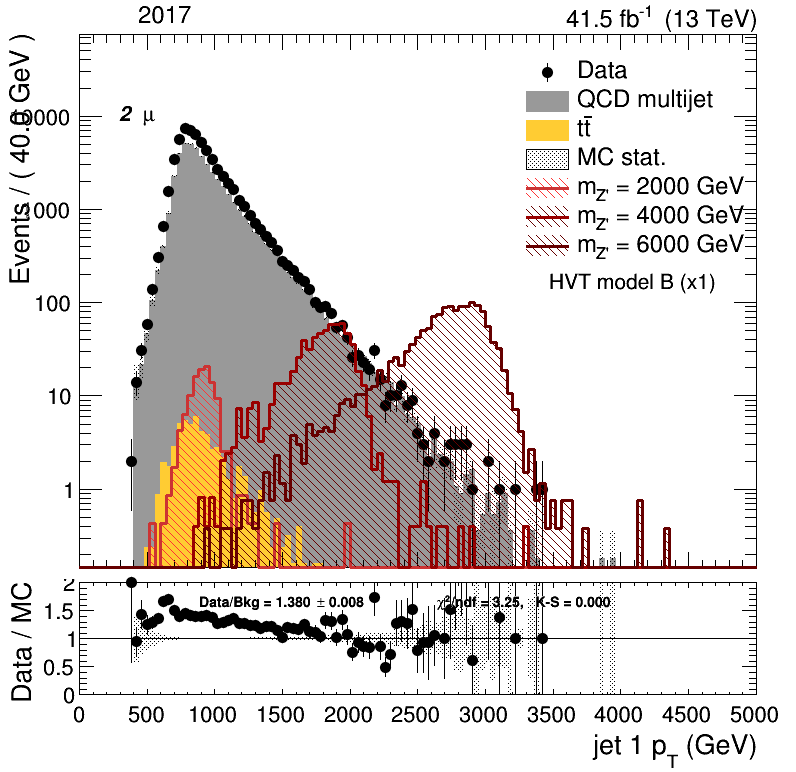 2017
41.5 fb⁻¹ (13 TeV)
Events / ( 40.0 GeV )
2 μ
Data
QCD multijet
tt̄
MC stat.
m_Z' = 2000 GeV
m_Z' = 4000 GeV
m_Z' = 6000 GeV
HVT model B (x1)
1000
100
10
1
Data / MC
Data/Bkg = 1.380 ± 0.008
χ²/ndf = 3.25, K-S = 0.000
2
1.5
1
0.5
0
0 500 1000 1500 2000 2500 3000 3500 4000 4500 5000
jet 1 p_T (GeV)